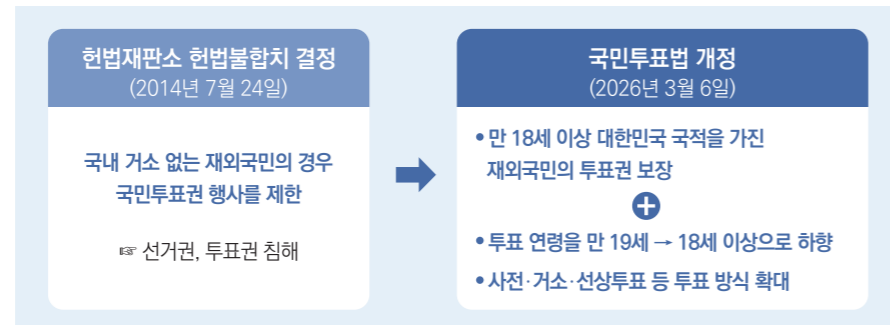 헌법재판소 헌법불합치 결정
(2014년 7월 24일)
국내 거소 없는 재외국민의 경우
국민투표권 행사를 제한
☞ 선거권, 투표권 침해
국민투표법 개정
(2026년 3월 6일)
• 만 18세 이상 대한민국 국적을 가진
재외국민의 투표권 보장
• 투표 연령을 만 19세 → 18세 이상으로 하향
• 사전·거소·선상투표 등 투표 방식 확대